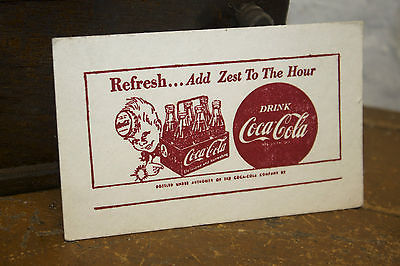 Refresh...Add Zest To The Hour
DRINK
Coca-Cola
Coca-Cola
BOTTLED UNDER AUTHORITY OF THE COCA-COLA COMPANY BY